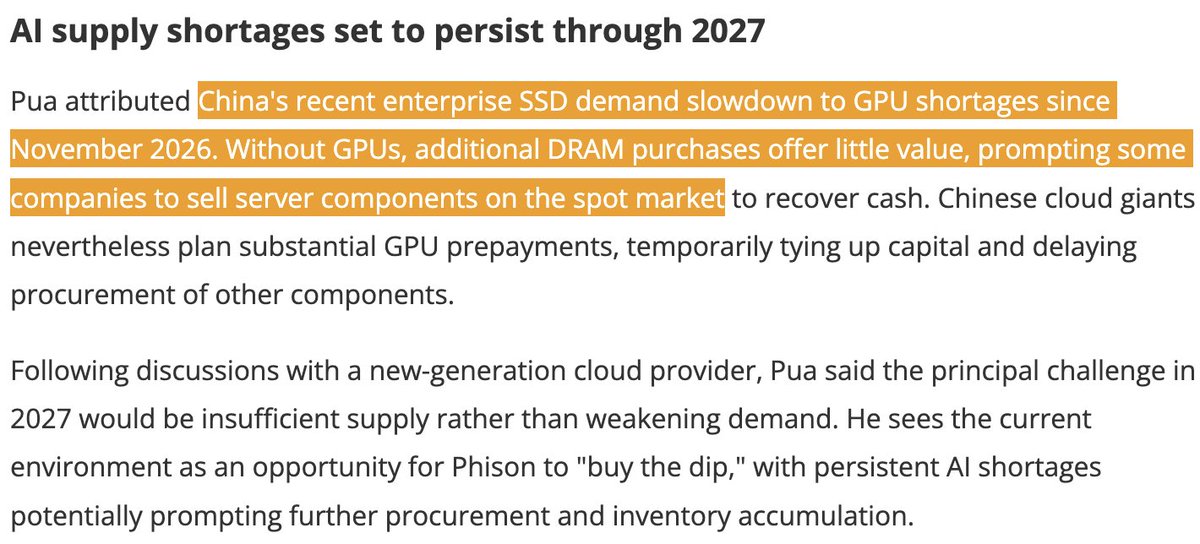 AI supply shortages set to persist through 2027
Pua attributed China's recent enterprise SSD demand slowdown to GPU shortages since
November 2026. Without GPUs, additional DRAM purchases offer little value, prompting some
companies to sell server components on the spot market to recover cash. Chinese cloud giants
nevertheless plan substantial GPU prepayments, temporarily tying up capital and delaying
procurement of other components.
Following discussions with a new-generation cloud provider, Pua said the principal challenge in
2027 would be insufficient supply rather than weakening demand. He sees the current
environment as an opportunity for Phison to "buy the dip," with persistent AI shortages
potentially prompting further procurement and inventory accumulation.